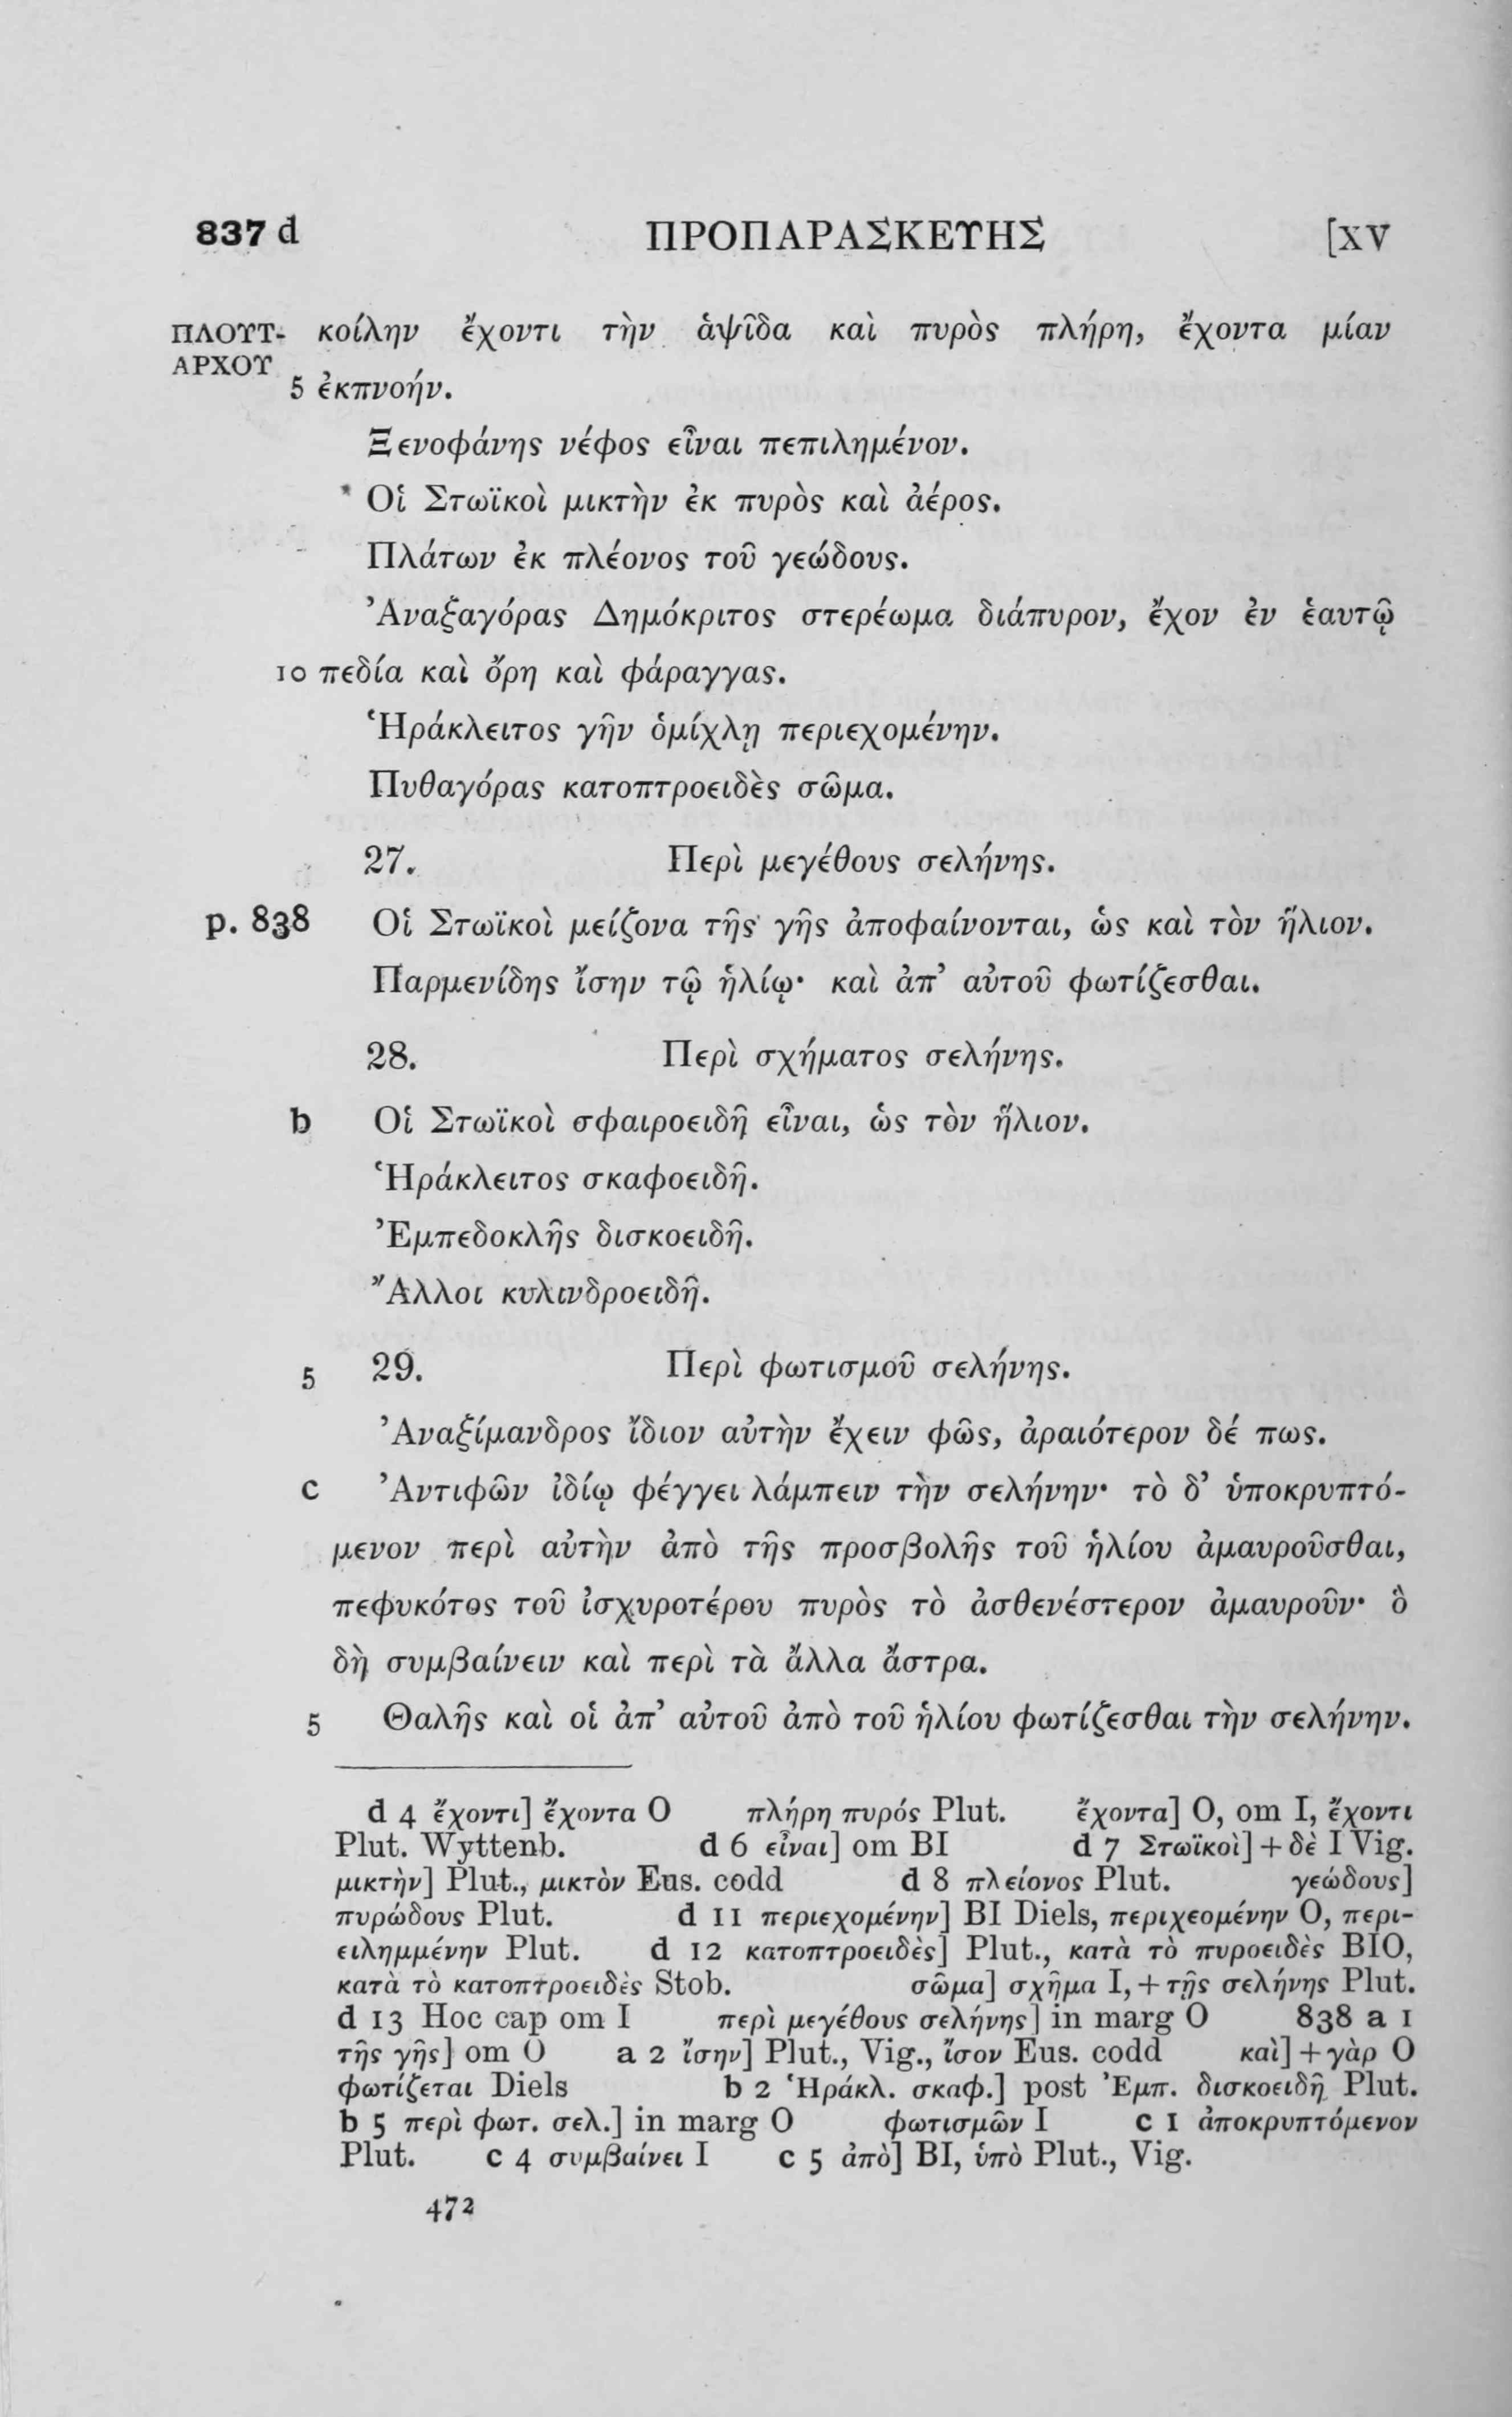 837 d ΠΡΟΠΑΡΑΣΚΕΥΗΣ [XV
ΠΛΟΥΤ- κοίλην ἔχοντι τὴν ἁψῖδα καὶ πυρὸς πλήρη, ἔχοντα μίαν
ΑΡΧΟΥ
5 ἐκπνοήν.
Ξενοφάνης νέφος εἶναι πεπιλημένον.
Οἱ Στωϊκοὶ μικτὴν ἐκ πυρὸς καὶ ἀέρος.
Πλάτων ἐκ πλέονος τοῦ γεώδους.
Ἀναξαγόρας Δημόκριτος στερέωμα διάπυρον, ἔχον ἐν ἑαυτῷ
10 πεδία καὶ ὄρη καὶ φάραγγας.
Ἡράκλειτος γῆν ὁμίχλῃ περιεχομένην.
Πυθαγόρας κατοπτροειδὲς σῶμα.
27. Περὶ μεγέθους σελήνης.
p. 838 Οἱ Στωϊκοὶ μείζονα τῆς γῆς ἀποφαίνονται, ὡς καὶ τὸν ἥλιον.
Παρμενίδης ἴσην τῷ ἡλίῳ· καὶ ἀπ’ αὐτοῦ φωτίζεσθαι.
28. Περὶ σχήματος σελήνης.
b Οἱ Στωϊκοὶ σφαιροειδῆ εἶναι, ὡς τὸν ἥλιον.
Ἡράκλειτος σκαφοειδῆ.
Ἐμπεδοκλῆς δισκοειδῆ.
Ἄλλοι κυλινδροειδῆ.
5 29. Περὶ φωτισμοῦ σελήνης.
Ἀναξίμανδρος ἴδιον αὐτὴν ἔχειν φῶς, ἀραιότερον δέ πως.
c Ἀντιφῶν ἰδίῳ φέγγει λάμπειν τὴν σελήνην· τὸ δ’ ὑποκρυπτό-
μενον περὶ αὐτὴν ἀπὸ τῆς προσβολῆς τοῦ ἡλίου ἀμαυροῦσθαι,
πεφυκότος τοῦ ἰσχυροτέρου πυρὸς τὸ ἀσθενέστερον ἀμαυροῦν· ὃ
δὴ συμβαίνειν καὶ περὶ τὰ ἄλλα ἄστρα.
5 Θαλῆς καὶ οἱ ἀπ’ αὐτοῦ ἀπὸ τοῦ ἡλίου φωτίζεσθαι τὴν σελήνην.
d 4 ἔχοντι] ἔχοντα O πλήρη πυρός Plut. ἔχοντα] O, om I, ἔχοντι
Plut. Wyttenb. d 6 εἶναι] om BI d 7 Στωϊκοὶ] + δὲ I Vig.
μικτὴν] Plut., μικτὸν Eus. codd d 8 πλείονος Plut. γεώδους]
πυρώδους Plut. d 11 περιεχομένην] BI Diels, περιχεομένην O, περι-
ειλημμένην Plut. d 12 κατοπτροειδὲς] Plut., κατὰ τὸ πυροειδὲς BIO,
κατὰ τὸ κατοπτροειδὲς Stob. σῶμα] σχῆμα I, + τῆς σελήνης Plut.
d 13 Hoc cap om I περὶ μεγέθους σελήνης] in marg O 838 a 1
τῆς γῆς] om O a 2 ἴσην] Plut., Vig., ἴσον Eus. codd καὶ] + γὰρ O
φωτίζεται Diels b 2 Ἡράκλ. σκαφ.] post Ἐμπ. δισκοειδῆ Plut.
b 5 περὶ φωτ. σελ.] in marg O φωτισμῶν I c 1 ἀποκρυπτόμενον
Plut. c 4 συμβαίνει I c 5 ἀπὸ] BI, ὑπὸ Plut., Vig.
472